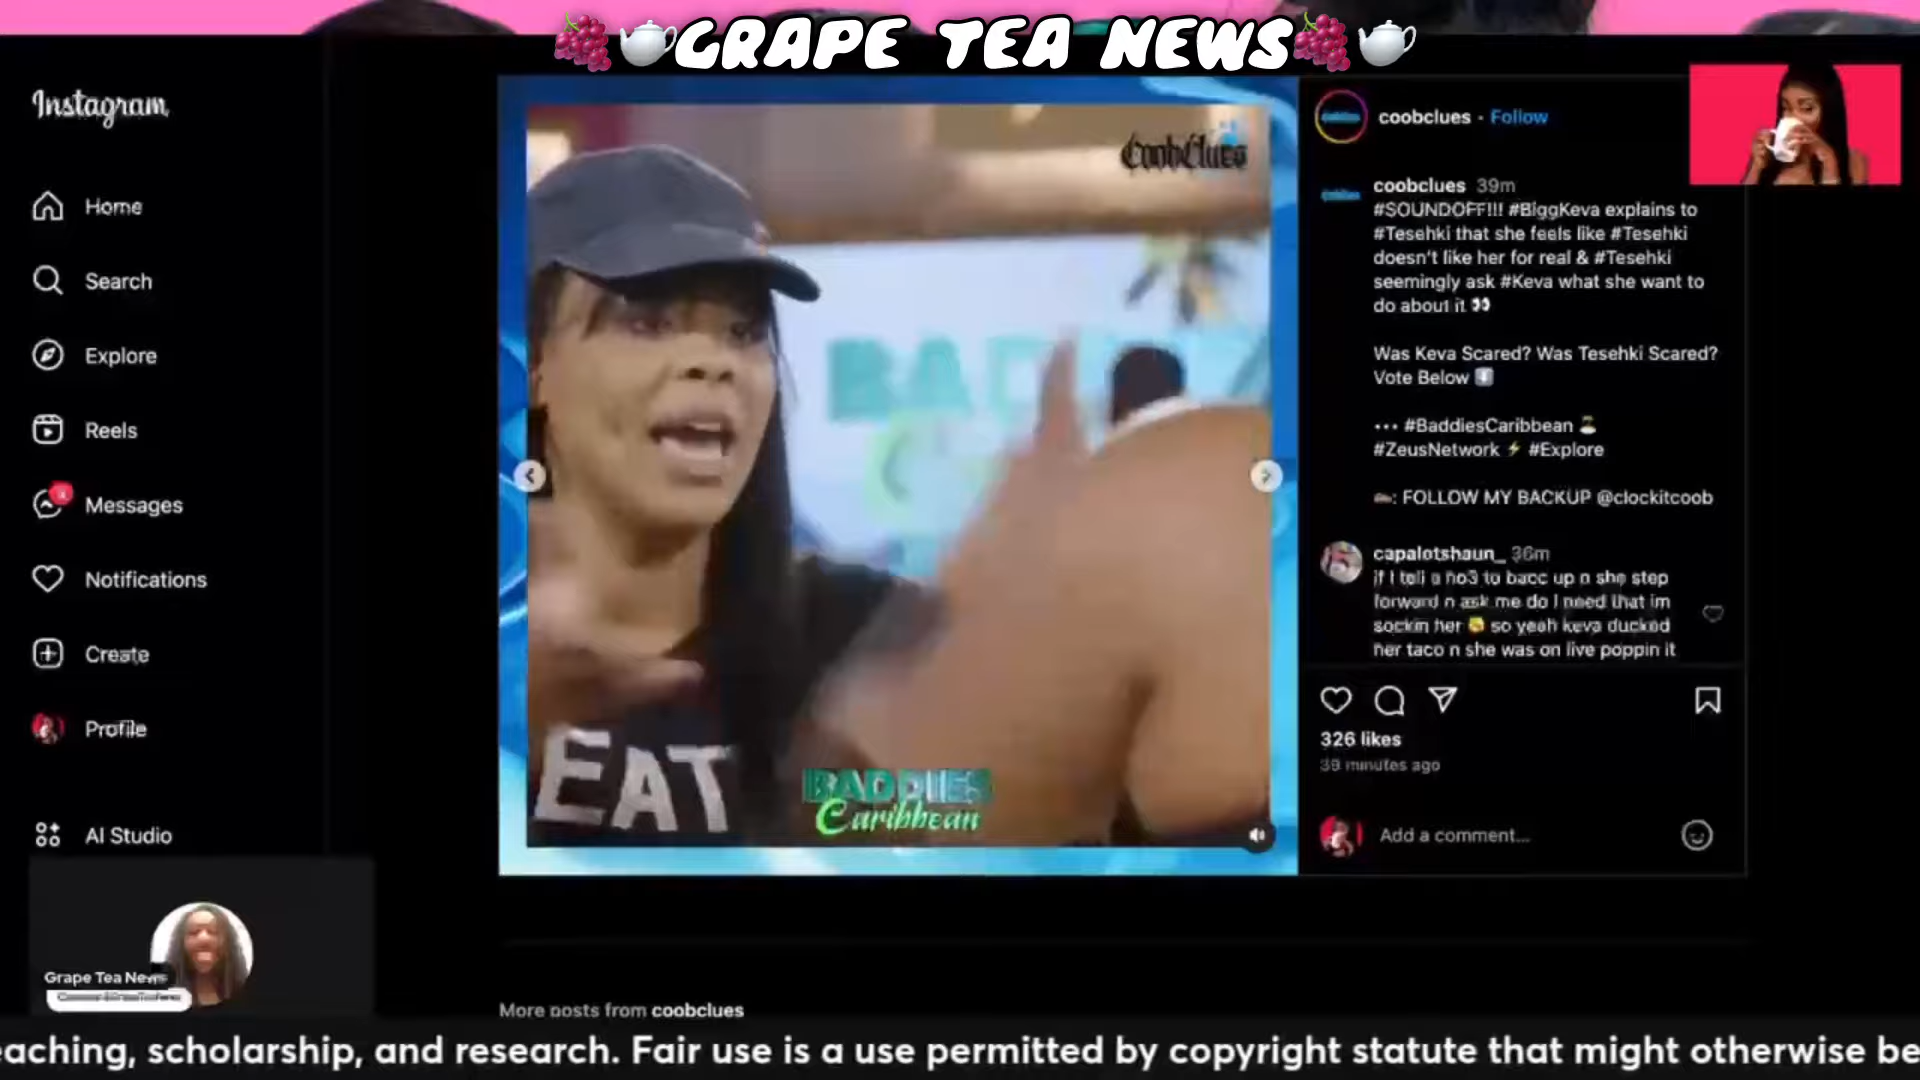 GRAPE TEA NEWS
Instagram
Home
Search
Explore
Reels
Messages
Notifications
Create
Profile
AI Studio
Grape Tea News
CoobClues
BAD
EAT
BADDIES
Caribbean
coobclues · Follow
coobclues 39m
#SOUNDOFF!!! #BiggKeva explains to
#Tesehki that she feels like #Tesehki
doesn't like her for real & #Tesehki
seemingly ask #Keva what she want to
do about it 👀
Was Keva Scared? Was Tesehki Scared?
Vote Below ⬇️
••• #BaddiesCaribbean 🏝️
#ZeusNetwork ⚡ #Explore
: FOLLOW MY BACKUP @clockitcoob
capalotshaun_ 36m
if I tell a ho3 to bacc up n she step
forward n ask me do I need that im
sockin her so yeah keva ducked
her taco n she was on live poppin it
326 likes
39 minutes ago
Add a comment...
More posts from coobclues
eaching, scholarship, and research. Fair use is a use permitted by copyright statute that might otherwise be